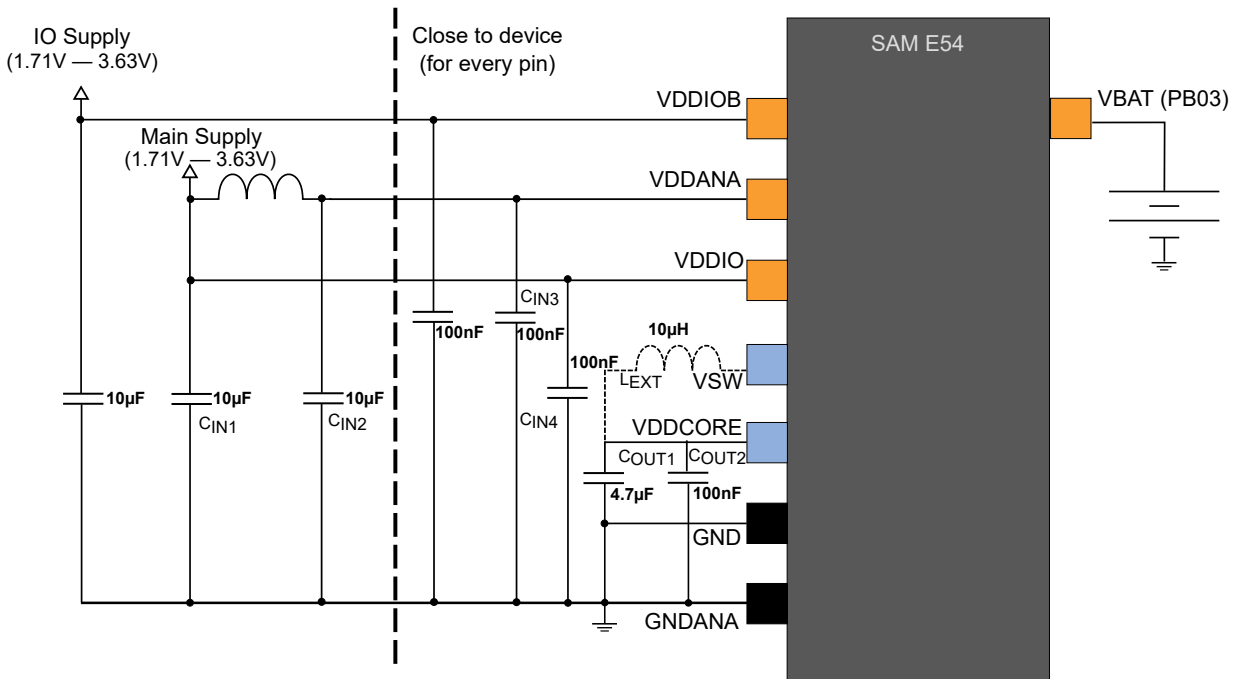 IO Supply
(1.71V — 3.63V)
Close to device
(for every pin)
SAM E54
VDDIOB
VBAT (PB03)
Main Supply
(1.71V — 3.63V)
VDDANA
VDDIO
CIN3
100nF
100nF
10µH
100nF
LEXT
VSW
10µF
10µF
10µF
CIN1
CIN2
CIN4
VDDCORE
COUT1
COUT2
4.7µF
100nF
GND
GNDANA